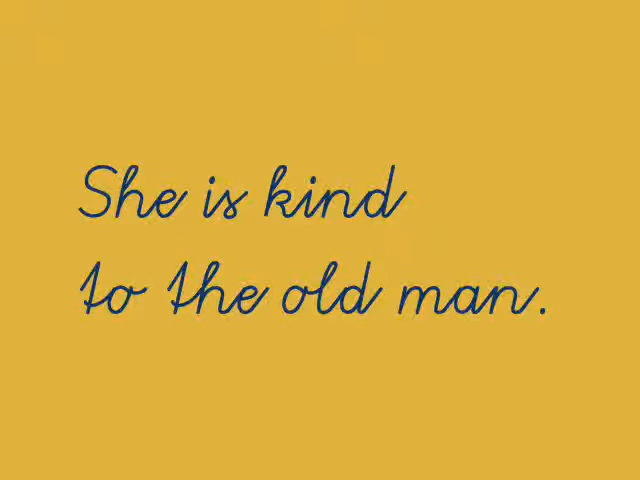 She is kind
to the old man.